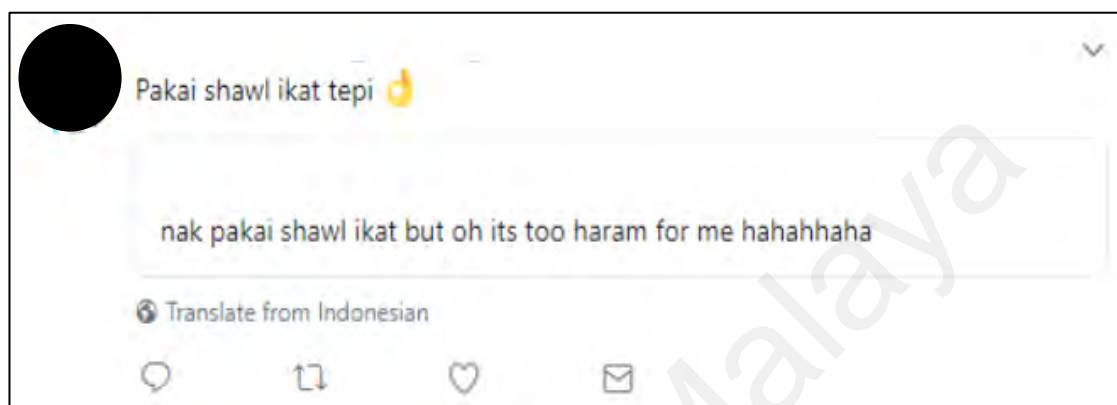 Pakai shawl ikat tepi 👌
nak pakai shawl ikat but oh its too haram for me hahahhaha
Translate from Indonesian
Malaya